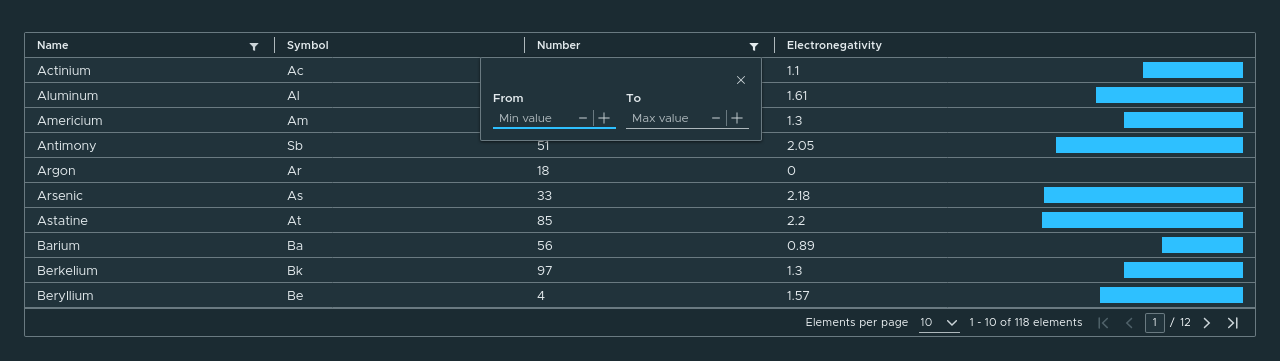 Name Symbol Number Electronegativity
Actinium Ac 1.1
Aluminum Al 1.61
From To
Min value Max value
Americium Am 1.3
Antimony Sb 51 2.05
Argon Ar 18 0
Arsenic As 33 2.18
Astatine At 85 2.2
Barium Ba 56 0.89
Berkelium Bk 97 1.3
Beryllium Be 4 1.57
Elements per page 10 1 - 10 of 118 elements 1 / 12